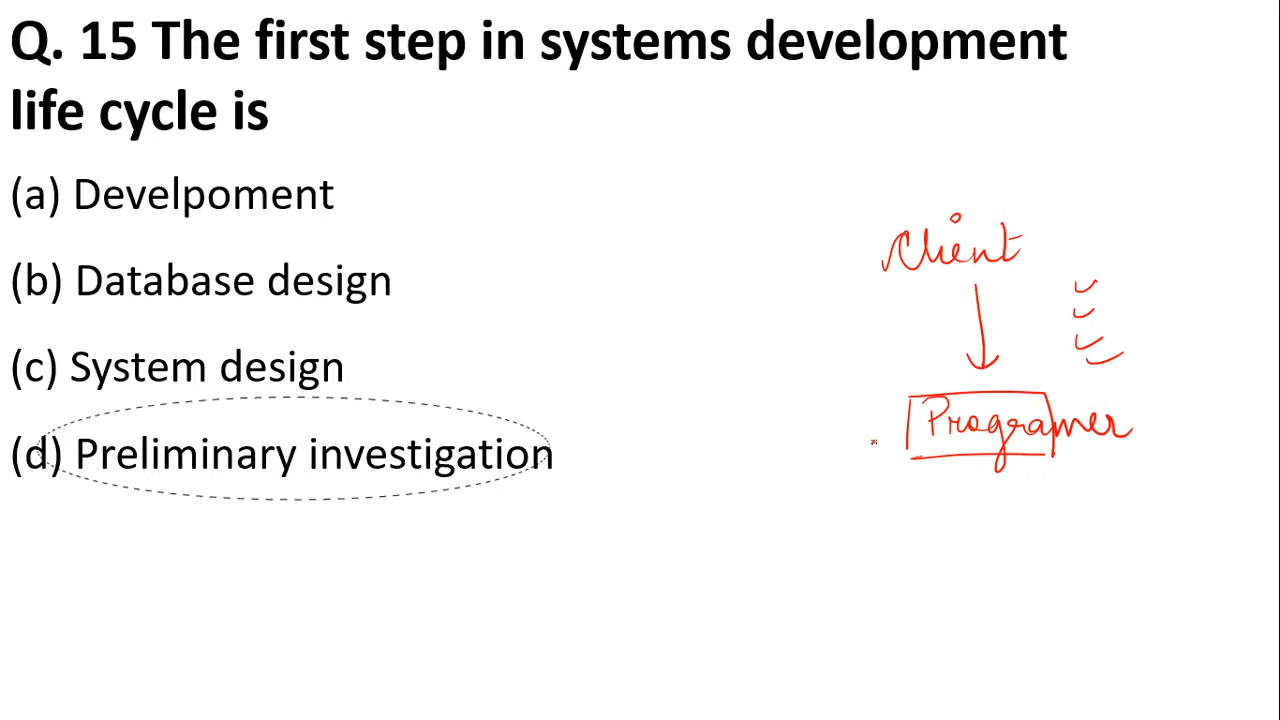 Q. 15 The first step in systems development
life cycle is
(a) Develpoment
(b) Database design
(c) System design
(d) Preliminary investigation
Client
Programer